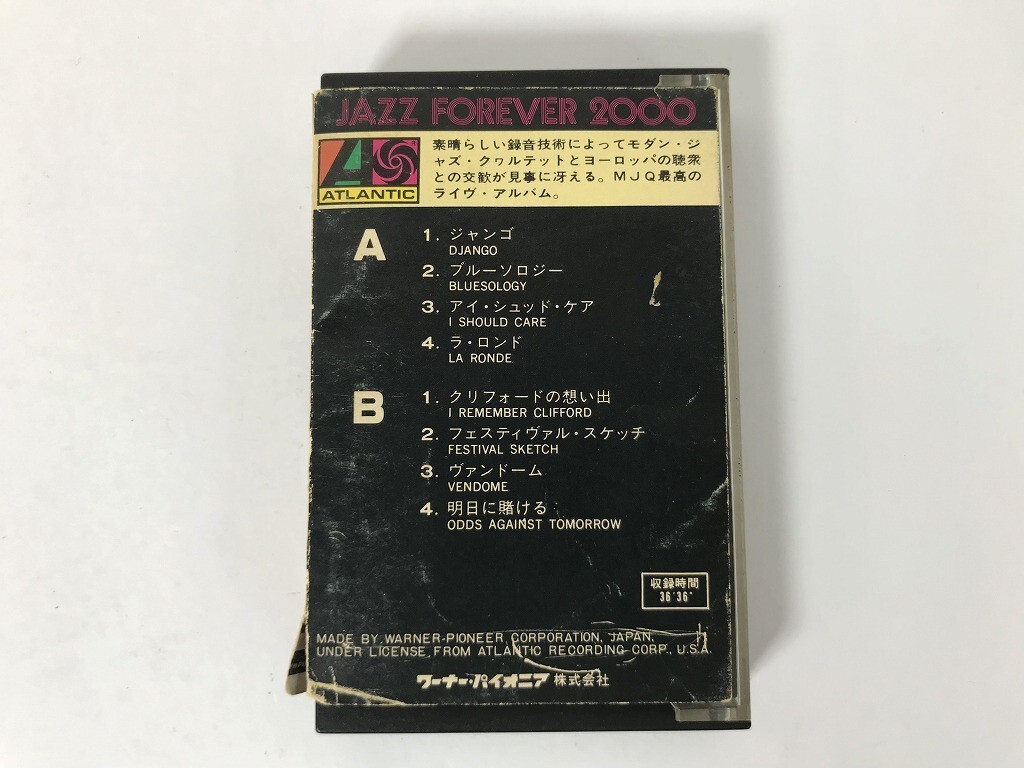 JAZZ FOREVER 2000
ATLANTIC
素晴らしい録音技術によってモダン・ジ
ャズ・クヮルテットとヨーロッパの聴衆
との交歓が見事に冴える。MJQ最高の
ライヴ・アルバム。
A
1. ジャンゴ
DJANGO
2. ブルーソロジー
BLUESOLOGY
3. アイ・シュッド・ケア
I SHOULD CARE
4. ラ・ロンド
LA RONDE
B
1. クリフォードの想い出
I REMEMBER CLIFFORD
2. フェスティヴァル・スケッチ
FESTIVAL SKETCH
3. ヴァンドーム
VENDOME
4. 明日に賭ける
ODDS AGAINST TOMORROW
収録時間
36'36"
MADE BY WARNER-PIONEER CORPORATION, JAPAN,
UNDER LICENSE FROM ATLANTIC RECORDING CORP., U.S.A.
ワーナー・パイオニア株式会社